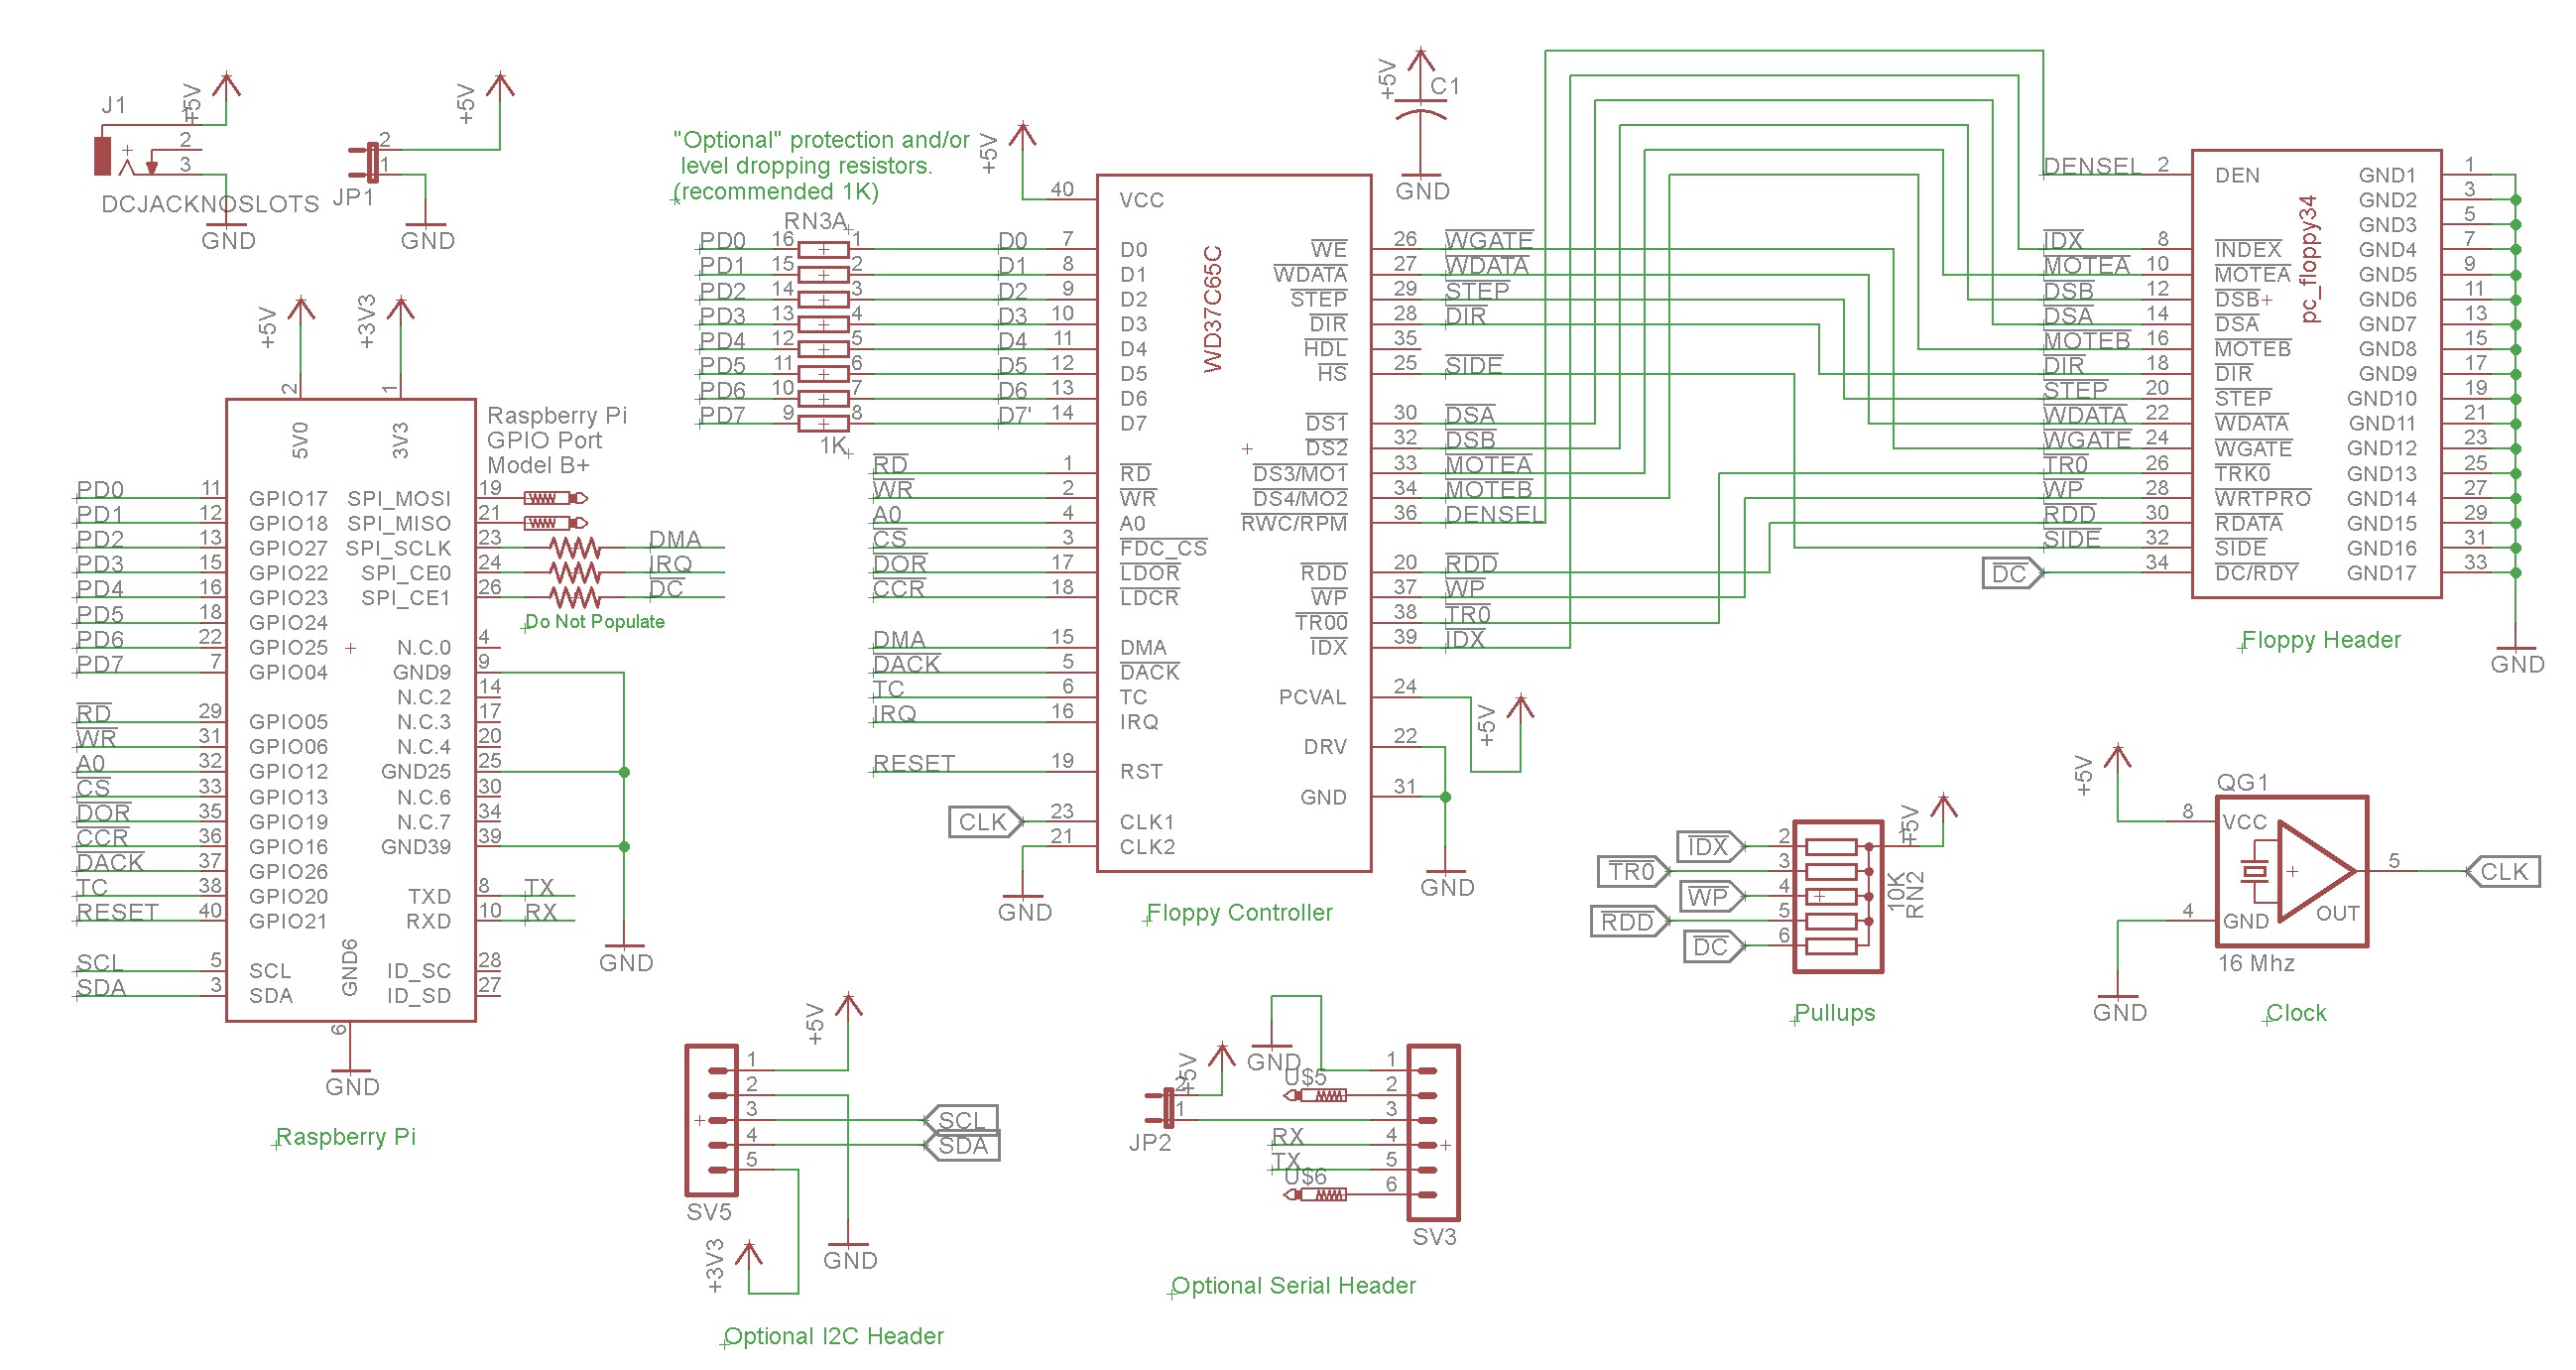 J1
+5V
1
2
3
DCJACKNOSLOTS
GND
+5V
2
1
JP1
GND
"Optional" protection and/or
level dropping resistors.
(recommended 1K)
RN3A
PD0 16 1 D0
PD1 15 2 D1
PD2 14 3 D2
PD3 13 4 D3
PD4 12 5 D4
PD5 11 6 D5
PD6 10 7 D6
PD7 9 8 D7'
1K
+5V
+3V3
2
1
5V0
3V3
Raspberry Pi
GPIO Port
Model B+
PD0 11 GPIO17
PD1 12 GPIO18
PD2 13 GPIO27
PD3 15 GPIO22
PD4 16 GPIO23
PD5 18 GPIO24
PD6 22 GPIO25
PD7 7 GPIO04
RD 29 GPIO05
WR 31 GPIO06
A0 32 GPIO12
CS 33 GPIO13
DOR 35 GPIO19
CCR 36 GPIO16
DACK 37 GPIO26
TC 38 GPIO20
RESET 40 GPIO21
SCL 5 SCL
SDA 3 SDA
SPI_MOSI 19
SPI_MISO 21
SPI_SCLK 23 DMA
SPI_CE0 24 IRQ
SPI_CE1 26 DC
Do Not Populate
N.C.0 4
GND9 9
N.C.2 14
N.C.3 17
N.C.4 20
GND25 25
N.C.6 30
N.C.7 34
GND39 39
TXD 8 TX
RXD 10 RX
ID_SC 28
ID_SD 27
GND6
6
GND
GND
Raspberry Pi
+5V
WD37C65C
40 VCC
7 D0
8 D1
9 D2
10 D3
11 D4
12 D5
13 D6
14 D7
RD 1 RD
WR 2 WR
A0 4 A0
CS 3 FDC_CS
DOR 17 LDOR
CCR 18 LDCR
DMA 15 DMA
DACK 5 DACK
TC 6 TC
IRQ 16 IRQ
RESET 19 RST
CLK 23 CLK1
21 CLK2
GND
WE 26 WGATE
WDATA 27 WDATA
STEP 29 STEP
DIR 28 DIR
HDL 35
HS 25 SIDE
DS1 30 DSA
DS2 32 DSB
DS3/MO1 33 MOTEA
DS4/MO2 34 MOTEB
RWC/RPM 36 DENSEL
RDD 20 RDD
WP 37 WP
TR00 38 TR0
IDX 39 IDX
PCVAL 24
+5V
DRV 22
GND 31
GND
Floppy Controller
+5V
C1
GND
pc_floppy34
DENSEL 2 DEN
IDX 8 INDEX
MOTEA 10 MOTEA
DSB 12 DSB
DSA 14 DSA
MOTEB 16 MOTEB
DIR 18 DIR
STEP 20 STEP
WDATA 22 WDATA
WGATE 24 WGATE
TR0 26 TRK0
WP 28 WRTPRO
RDD 30 RDATA
SIDE 32 SIDE
DC 34 DC/RDY
GND1 1
GND2 3
GND3 5
GND4 7
GND5 9
GND6 11
GND7 13
GND8 15
GND9 17
GND10 19
GND11 21
GND12 23
GND13 25
GND14 27
GND15 29
GND16 31
GND17 33
GND
Floppy Header
IDX 2
TR0 3
WP 4
RDD 5
DC 6
1
+5V
10K
RN2
Pullups
+5V
QG1
8 VCC
4 GND
5
OUT
CLK
16 Mhz
GND
Clock
+5V
1
2
3 SCL
4 SDA
5
SV5
+3V3
GND
Optional I2C Header
GND
+5V
2
1
JP2
U$5
RX
TX
U$6
1
2
3
4
5
6
SV3
Optional Serial Header